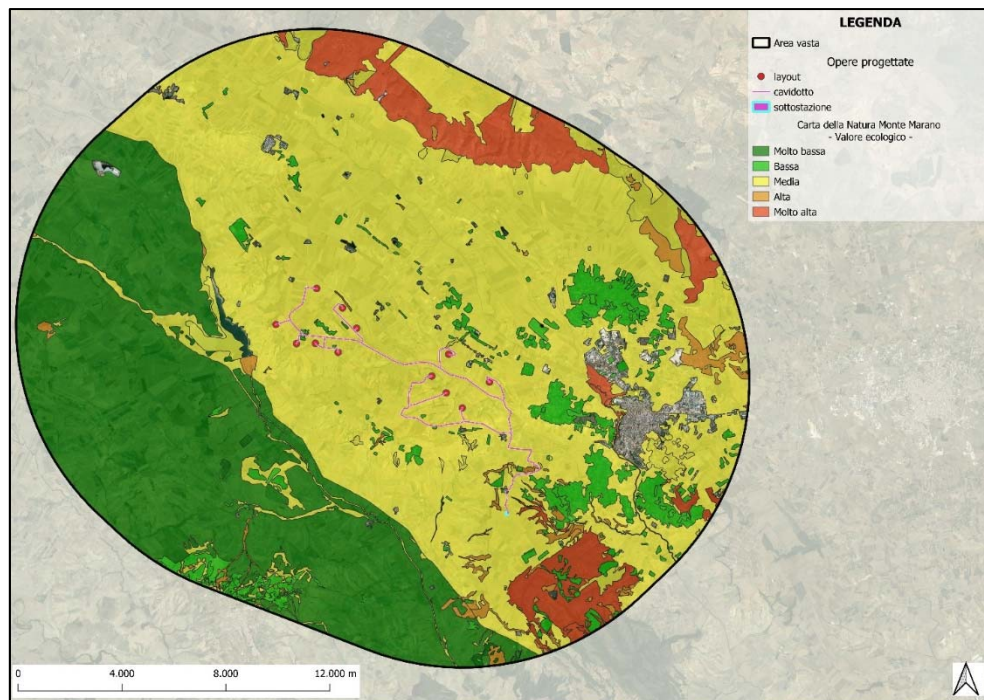 LEGENDA
Area vasta
Opere progettate
layout
cavidotto
sottostazione
Carta della Natura Monte Marano
- Valore ecologico -
Molto bassa
Bassa
Media
Alta
Molto alta
0 4.000 8.000 12.000 m